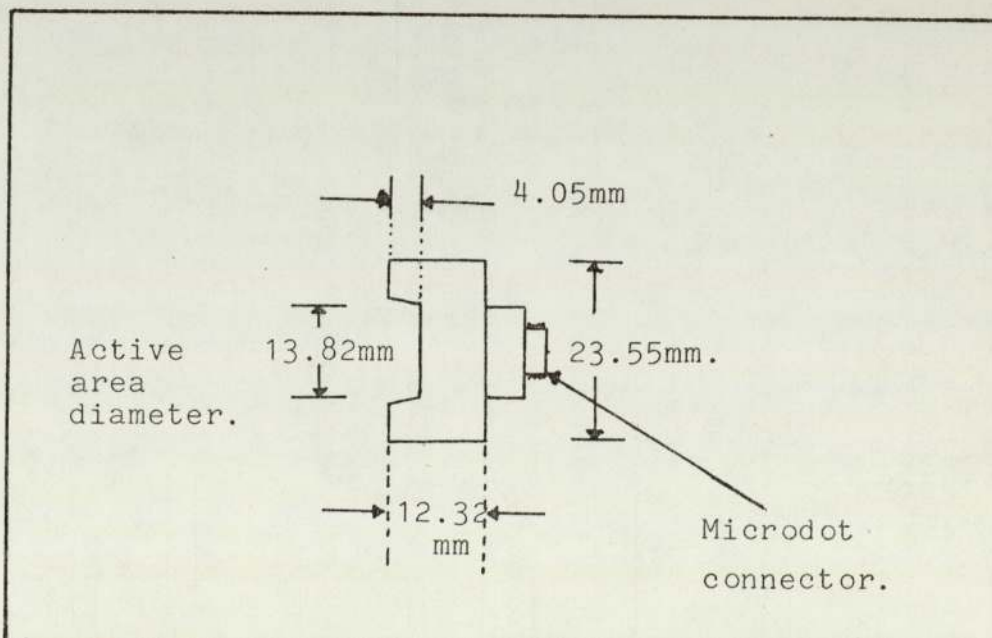 4.05mm
Active
area
diameter.
13.82mm
23.55mm.
12.32
mm
Microdot
connector.